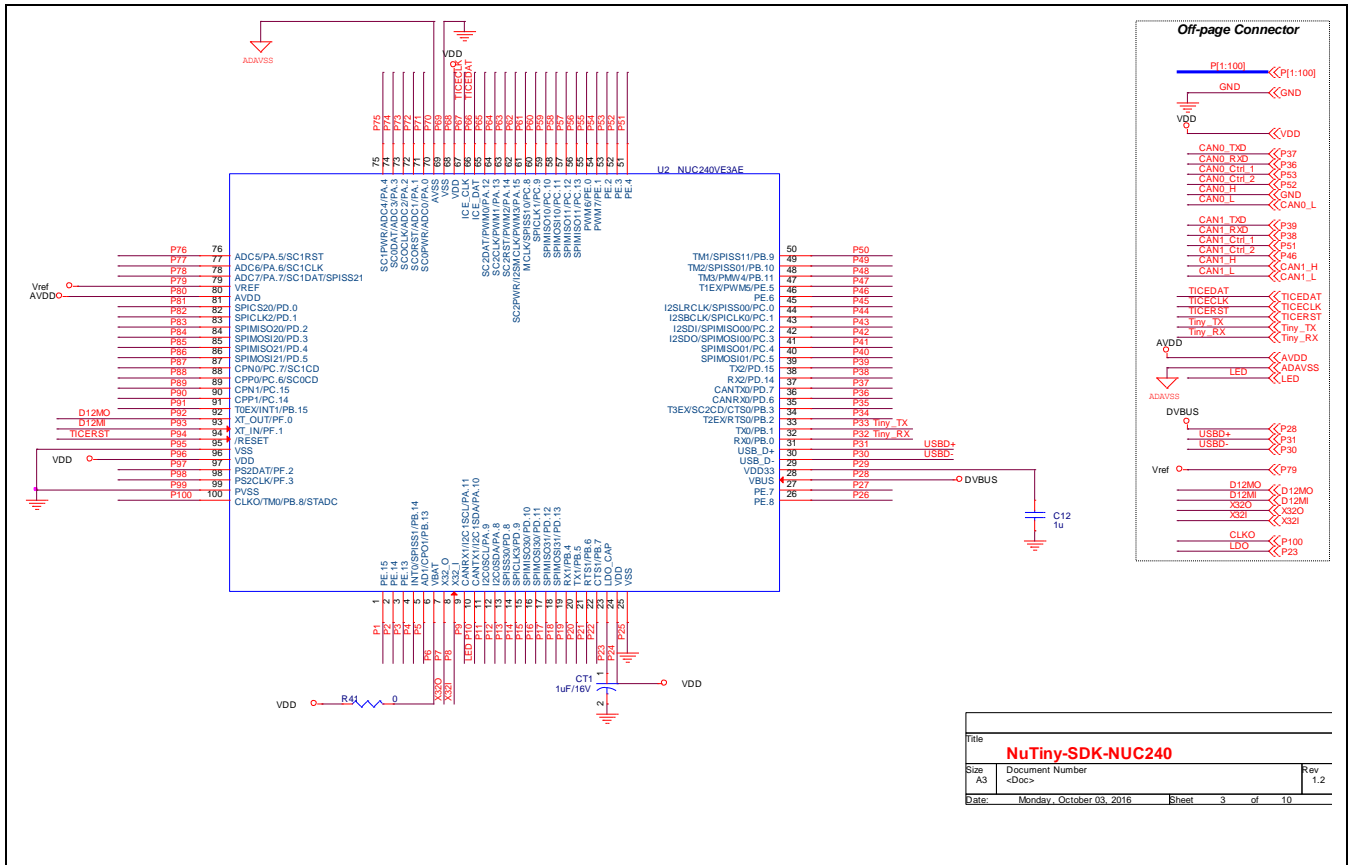 ADAVSS
VDD
TICECLK
TICEDAT
P75
P74
P73
P72
P71
P70
P69
P68
P67
P66
P65
P64
P63
P62
P61
P60
P59
P58
P57
P56
P55
P54
P53
P52
P51
75
74
73
72
71
70
69
68
67
66
65
64
63
62
61
60
59
58
57
56
55
54
53
52
51
U2 NUC240VE3AE
SC1PWR/ADC4/PA.4
SC0DAT/ADC3/PA.3
SC0CLK/ADC2/PA.2
SC0RST/ADC1/PA.1
SC0PWR/ADC0/PA.0
AVSS
VSS
VDD
ICE_CLK
ICE_DAT
SC2DAT/PWM0/PA.12
SC2CLK/PWM1/PA.13
SC2RST/PWM2/PA.14
SC2PWR/I2SMCLK/PWM3/PA.15
MCLK/SPISS10/PC.8
SPICLK1/PC.9
SPIMISO10/PC.10
SPIMOSI10/PC.11
SPIMISO11/PC.12
SPIMOSI11/PC.13
PWM6/PE.0
PWM7/PE.1
PE.2
PE.3
PE.4
P76 76 ADC5/PA.5/SC1RST
P77 77 ADC6/PA.6/SC1CLK
P78 78 ADC7/PA.7/SC1DAT/SPISS21
Vref P79 79 VREF
AVDD P80 80 AVDD
P81 81 SPICS20/PD.0
P82 82 SPICLK2/PD.1
P83 83 SPIMISO20/PD.2
P84 84 SPIMOSI20/PD.3
P85 85 SPIMISO21/PD.4
P86 86 SPIMOSI21/PD.5
P87 87 CPN0/PC.7/SC1CD
P88 88 CPP0/PC.6/SC0CD
P89 89 CPN1/PC.15
P90 90 CPP1/PC.14
P91 91 T0EX/INT1/PB.15
D12MO P92 92 XT_OUT/PF.0
D12MI P93 93 XT_IN/PF.1
TICERST P94 94 /RESET
P95 95 VSS
VDD P96 96 VDD
P97 97 PS2DAT/PF.2
P98 98 PS2CLK/PF.3
P99 99 PVSS
P100 100 CLKO/TM0/PB.8/STADC
TM1/SPISS11/PB.9 50 P50
TM2/SPISS01/PB.10 49 P49
TM3/PMW4/PB.11 48 P48
T1EX/PWM5/PE.5 47 P47
PE.6 46 P46
I2SLRCLK/SPISS00/PC.0 45 P45
I2SBCLK/SPICLK0/PC.1 44 P44
I2SDI/SPIMISO00/PC.2 43 P43
I2SDO/SPIMOSI00/PC.3 42 P42
SPIMISO01/PC.4 41 P41
SPIMOSI01/PC.5 40 P40
TX2/PD.15 39 P39
RX2/PD.14 38 P38
CANTX0/PD.7 37 P37
CANRX0/PD.6 36 P36
T3EX/SC2CD/CTS0/PB.3 35 P35
T2EX/RTS0/PB.2 34 P34
TX0/PB.1 33 P33 Tiny_TX
RX0/PB.0 32 P32 Tiny_RX
USB_D+ 31 P31 USBD+
USB_D- 30 P30 USBD-
VDD33 29 P29
VBUS 28 P28 DVBUS
PE.7 27 P27
PE.8 26 P26
C12
1u
PE.15
PE.14
PE.13
INT0/SPISS1/PB.14
AD1/CPO1/PB.13
VBAT
X32_O
X32_I
CANRX1/I2C1SCL/PA.11
CANTX1/I2C1SDA/PA.10
I2C0SCL/PA.9
I2C0SDA/PA.8
SPISS30/PD.8
SPICLK3/PD.9
SPIMISO30/PD.10
SPIMOSI30/PD.11
SPIMISO31/PD.12
SPIMOSI31/PD.13
RX1/PB.4
TX1/PB.5
RTS1/PB.6
CTS1/PB.7
LDO_CAP
VDD
VSS
1
2
3
4
5
6
7
8
9
10
11
12
13
14
15
16
17
18
19
20
21
22
23
24
25
P1
P2
P3
P4
P5
P6
P7
P8
P9
LED P10
P11
P12
P13
P14
P15
P16
P17
P18
P19
P20
P21
P22
P23
P24
P25
X32O
X32I
VDD R41 0
CT1
1uF/16V
1
2
VDD
Off-page Connector
P[1:100] P[1:100]
GND GND
VDD
VDD
CAN0_TXD P37
CAN0_RXD P36
CAN0_Ctrl_1 P53
CAN0_Ctrl_2 P52
CAN0_H GND
CAN0_L CAN0_L
CAN1_TXD P39
CAN1_RXD P38
CAN1_Ctrl_1 P51
CAN1_Ctrl_2 P46
CAN1_H CAN1_H
CAN1_L CAN1_L
TICEDAT TICEDAT
TICECLK TICECLK
TICERST TICERST
Tiny_TX Tiny_TX
Tiny_RX Tiny_RX
AVDD
AVDD
ADAVSS
LED LED
ADAVSS
DVBUS
P28
USBD+ P31
USBD- P30
Vref P79
D12MO D12MO
D12MI D12MI
X32O X32O
X32I X32I
CLKO P100
LDO P23
Title
NuTiny-SDK-NUC240
Size Document Number Rev
A3 <Doc> 1.2
Date: Monday, October 03, 2016 Sheet 3 of 10